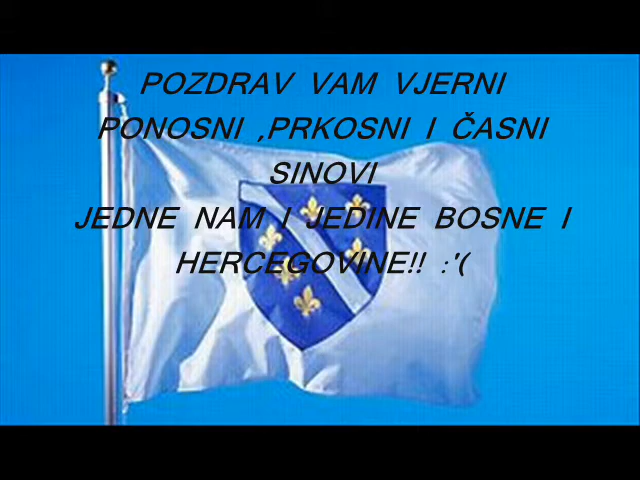 POZDRAV VAM VJERNI
PONOSNI ,PRKOSNI I ČASNI
SINOVI
JEDNE NAM I JEDINE BOSNE I
HERCEGOVINE!! :'(